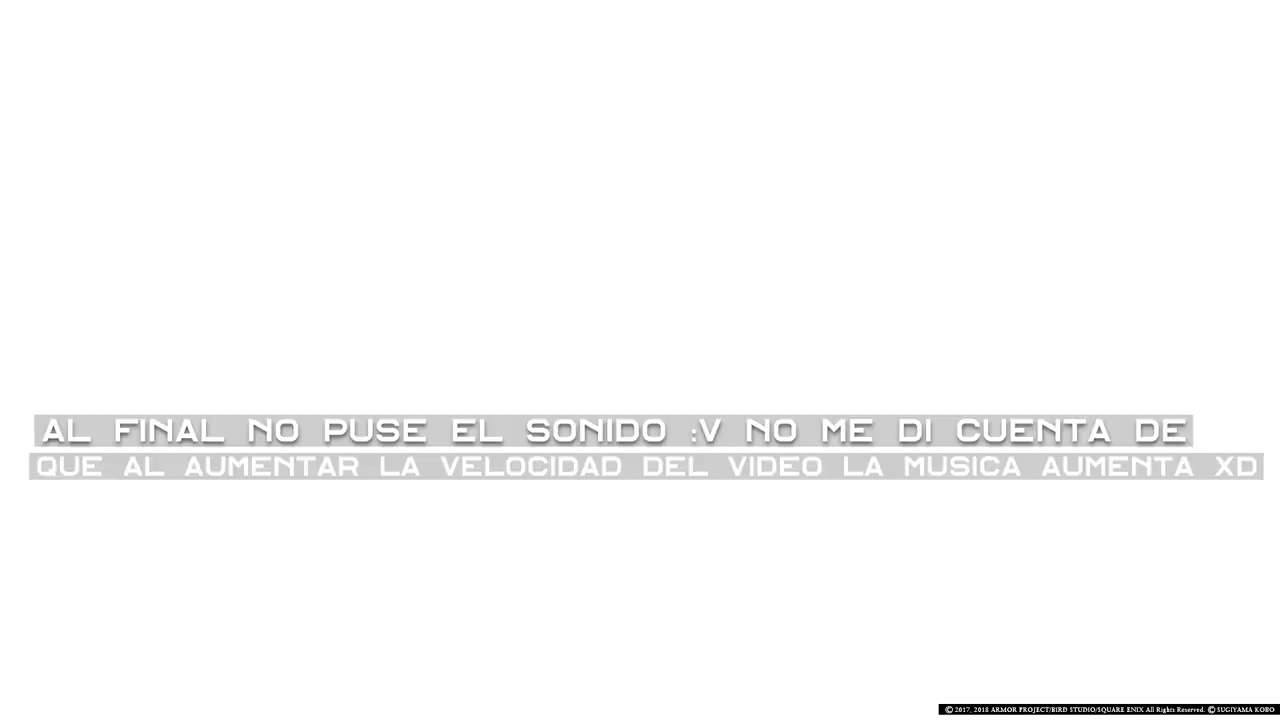 AL FINAL NO PUSE EL SONIDO :V NO ME DI CUENTA DE
QUE AL AUMENTAR LA VELOCIDAD DEL VIDEO LA MUSICA AUMENTA XD
© 2017, 2018 ARMOR PROJECT/BIRD STUDIO/SQUARE ENIX All Rights Reserved. © SUGIYAMA KOBO